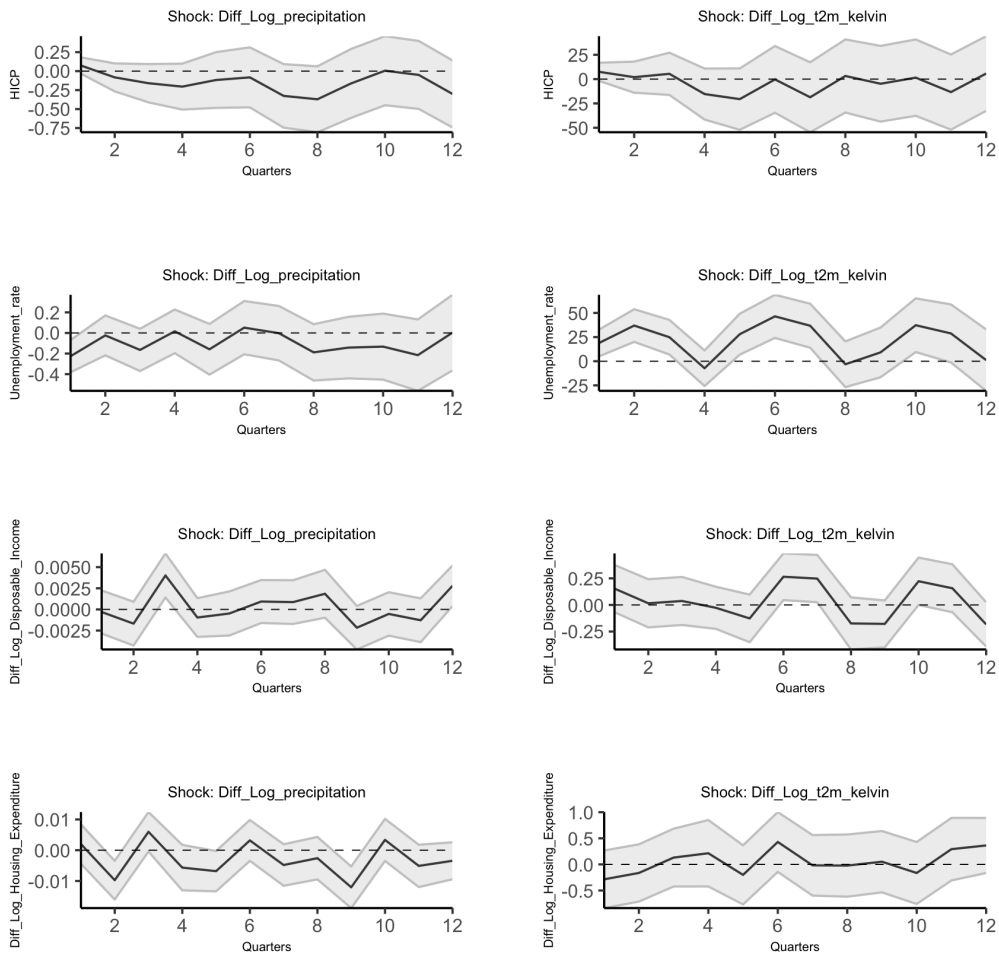 Shock: Diff_Log_precipitation
HICP
0.25
0.00
-0.25
-0.50
-0.75
2 4 6 8 10 12
Quarters
Shock: Diff_Log_t2m_kelvin
HICP
25
0
-25
-50
2 4 6 8 10 12
Quarters
Shock: Diff_Log_precipitation
Unemployment_rate
0.2
0.0
-0.2
-0.4
2 4 6 8 10 12
Quarters
Shock: Diff_Log_t2m_kelvin
Unemployment_rate
50
25
0
-25
2 4 6 8 10 12
Quarters
Shock: Diff_Log_precipitation
Diff_Log_Disposable_Income
0.0050
0.0025
0.0000
-0.0025
2 4 6 8 10 12
Quarters
Shock: Diff_Log_t2m_kelvin
Diff_Log_Disposable_Income
0.25
0.00
-0.25
2 4 6 8 10 12
Quarters
Shock: Diff_Log_precipitation
Diff_Log_Housing_Expenditure
0.01
0.00
-0.01
2 4 6 8 10 12
Quarters
Shock: Diff_Log_t2m_kelvin
Diff_Log_Housing_Expenditure
1.0
0.5
0.0
-0.5
2 4 6 8 10 12
Quarters